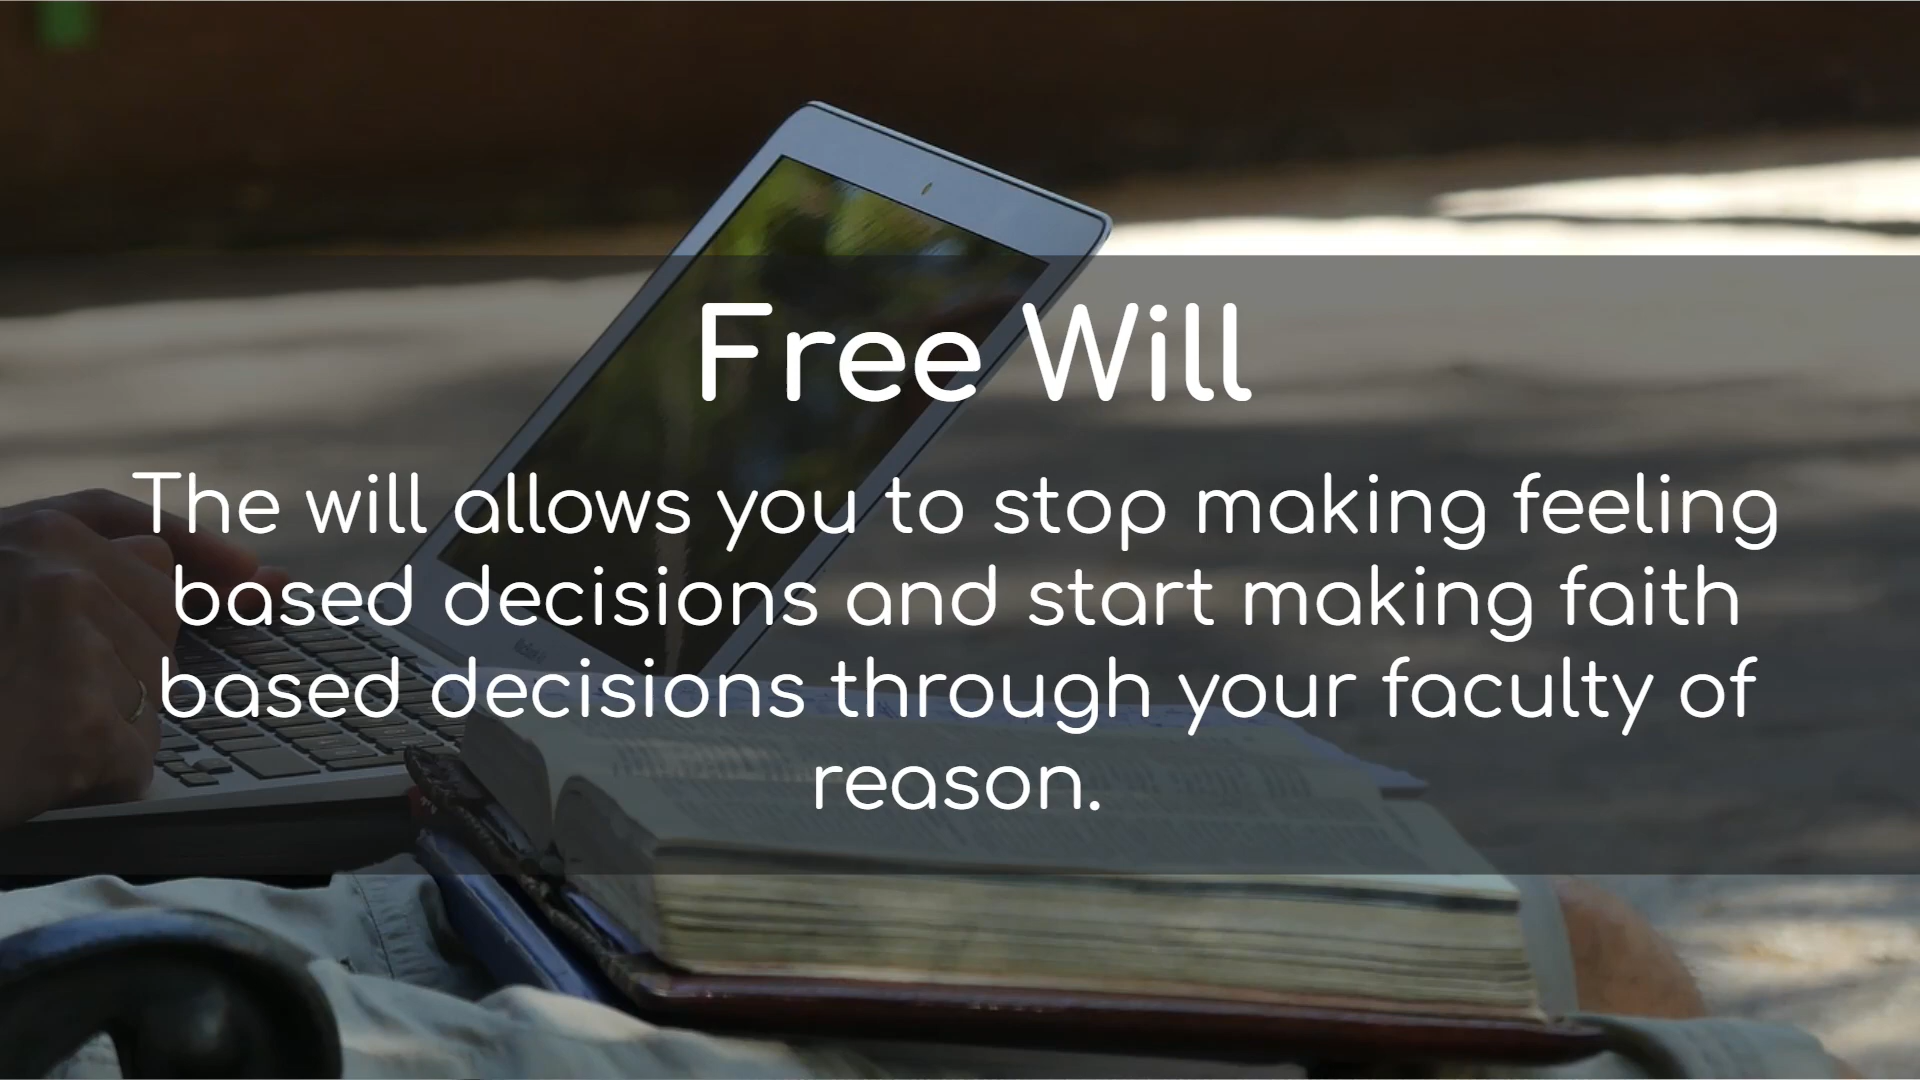 Free Will
The will allows you to stop making feeling
based decisions and start making faith
based decisions through your faculty of
reason.